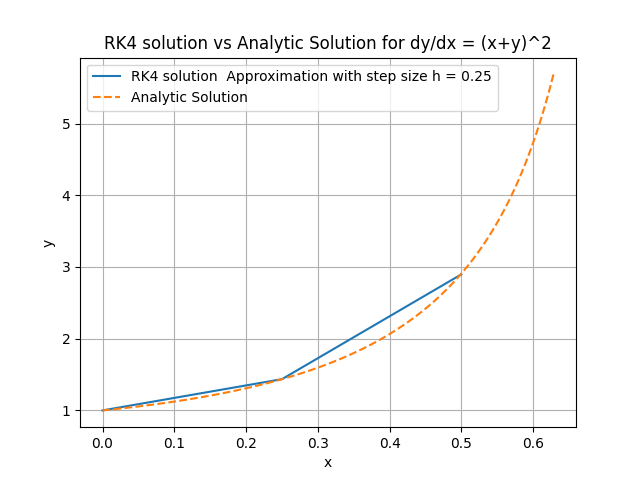 RK4 solution vs Analytic Solution for dy/dx = (x+y)^2
RK4 solution  Approximation with step size h = 0.25
Analytic Solution
5
4
3
2
1
y
0.0 0.1 0.2 0.3 0.4 0.5 0.6
x